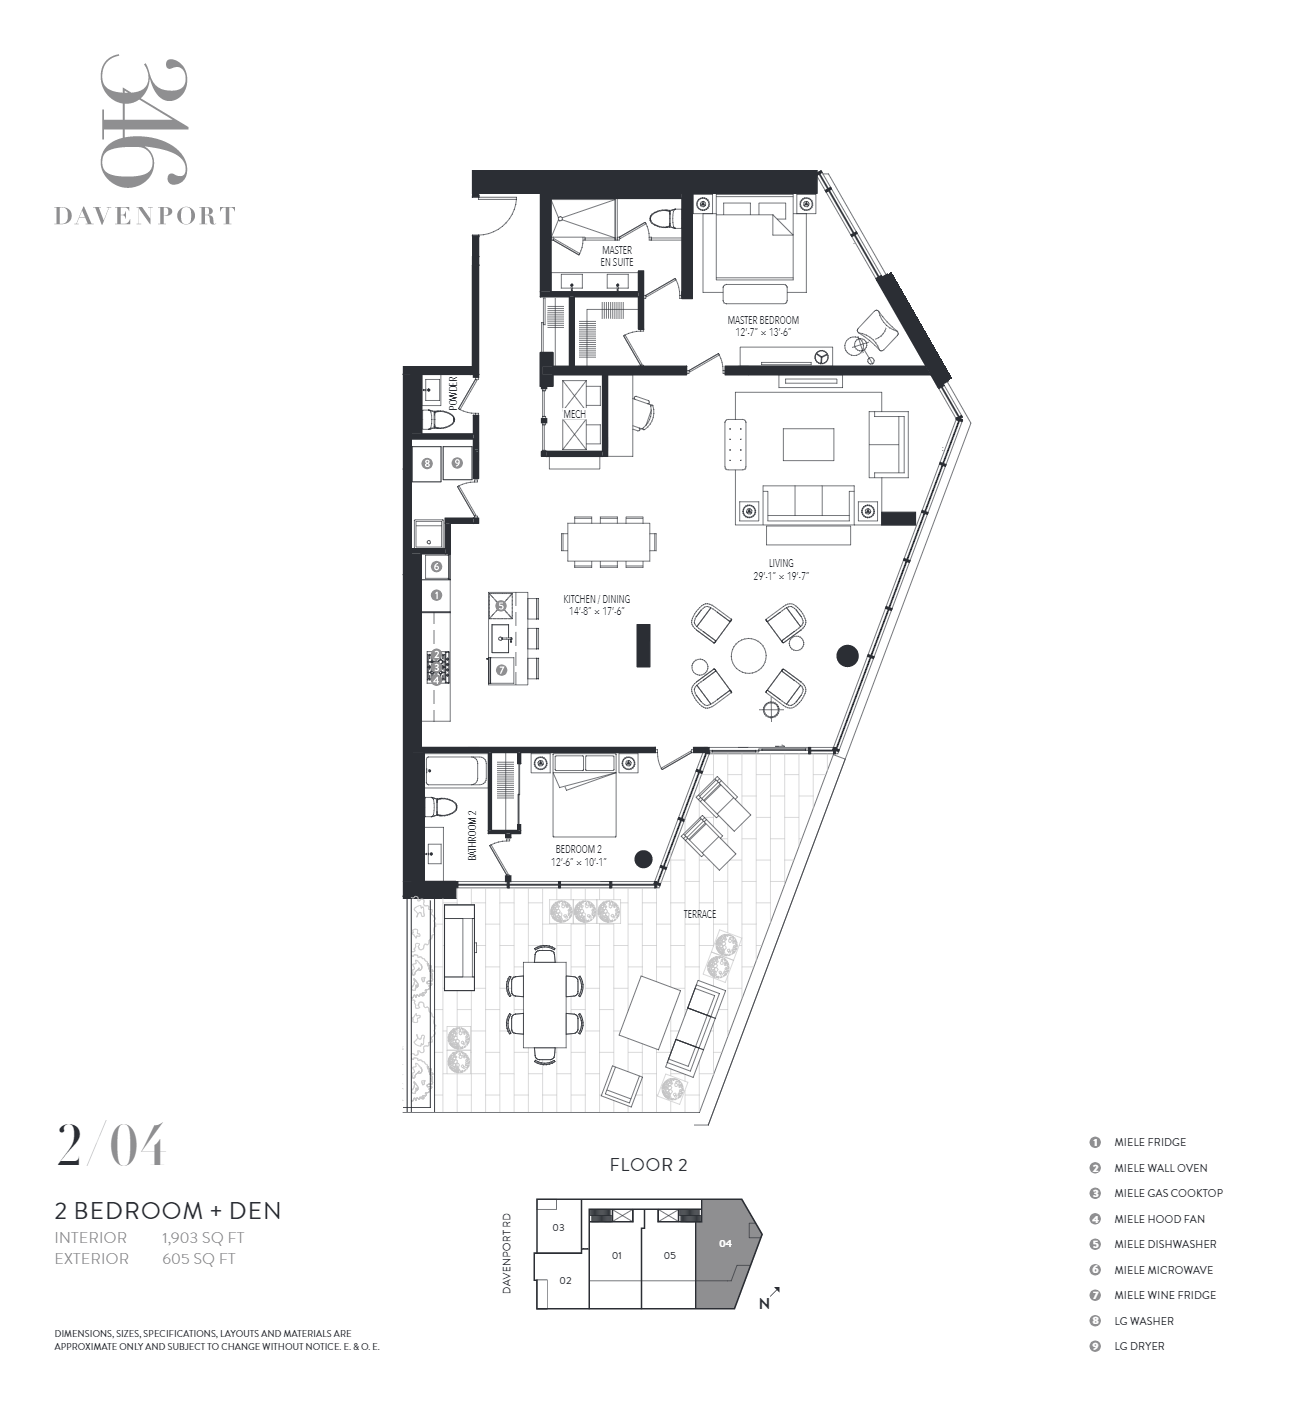 346
DAVENPORT
MASTER
EN SUITE
MASTER BEDROOM
12'-7" × 13'-6"
POWDER
MECH
8
9
LIVING
29'-1" × 19'-7"
6
1
5
KITCHEN / DINING
14'-8" × 17'-6"
2
3
4
7
BATHROOM 2
BEDROOM 2
12'-6" × 10'-1"
TERRACE
2/04
2 BEDROOM + DEN
INTERIOR 1,903 SQ FT
EXTERIOR 605 SQ FT
DIMENSIONS, SIZES, SPECIFICATIONS, LAYOUTS AND MATERIALS ARE
APPROXIMATE ONLY AND SUBJECT TO CHANGE WITHOUT NOTICE. E. & O. E.
FLOOR 2
DAVENPORT RD
03
02
01
05
04
N
1 MIELE FRIDGE
2 MIELE WALL OVEN
3 MIELE GAS COOKTOP
4 MIELE HOOD FAN
5 MIELE DISHWASHER
6 MIELE MICROWAVE
7 MIELE WINE FRIDGE
8 LG WASHER
9 LG DRYER